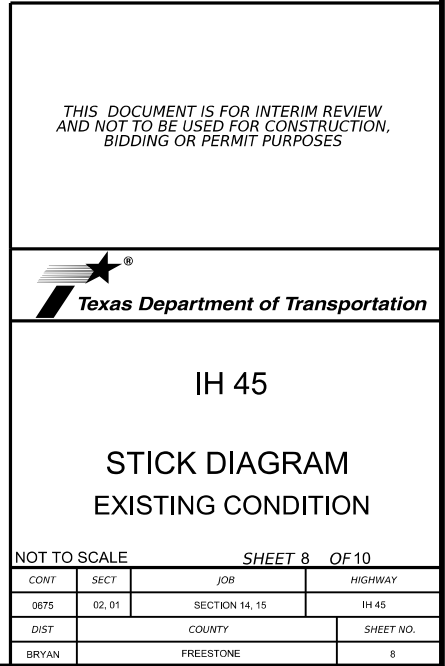 THIS DOCUMENT IS FOR INTERIM REVIEW
AND NOT TO BE USED FOR CONSTRUCTION,
BIDDING OR PERMIT PURPOSES
®
Texas Department of Transportation
IH 45
STICK DIAGRAM
EXISTING CONDITION
NOT TO SCALE SHEET 8 OF 10
CONT SECT JOB HIGHWAY
0675 02, 01 SECTION 14, 15 IH 45
DIST COUNTY SHEET NO.
BRYAN FREESTONE 8